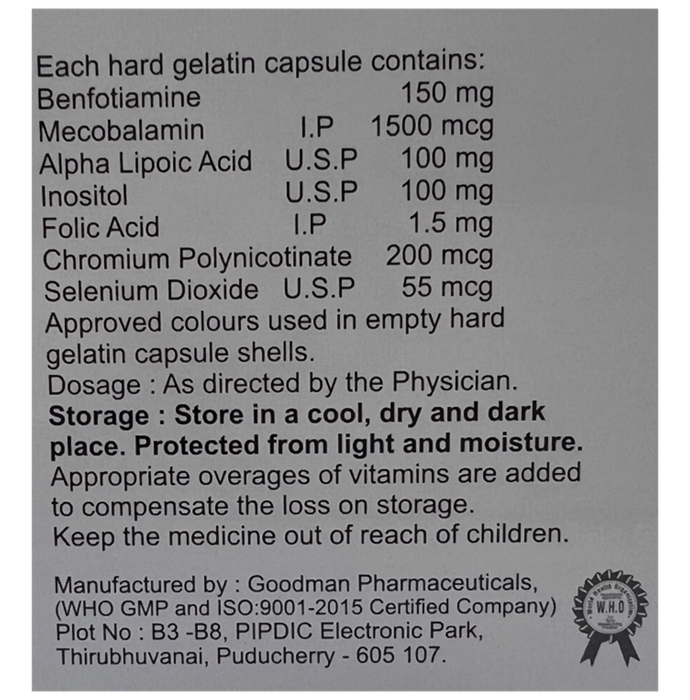 Each hard gelatin capsule contains:
Benfotiamine 150 mg
Mecobalamin I.P 1500 mcg
Alpha Lipoic Acid U.S.P 100 mg
Inositol U.S.P 100 mg
Folic Acid I.P 1.5 mg
Chromium Polynicotinate 200 mcg
Selenium Dioxide U.S.P 55 mcg
Approved colours used in empty hard
gelatin capsule shells.
Dosage : As directed by the Physician.
Storage : Store in a cool, dry and dark
place. Protected from light and moisture.
Appropriate overages of vitamins are added
to compensate the loss on storage.
Keep the medicine out of reach of children.
Manufactured by : Goodman Pharmaceuticals,
(WHO GMP and ISO:9001-2015 Certified Company)
Plot No : B3 -B8, PIPDIC Electronic Park,
Thirubhuvanai, Puducherry - 605 107.
World Health Organization
W.H.O